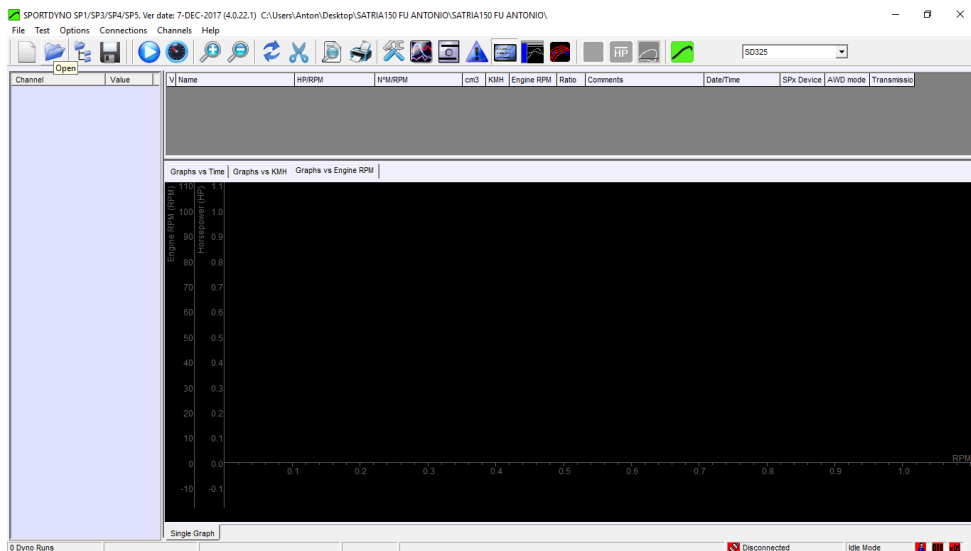 SPORTDYNO SP1/SP3/SP4/SP5. Ver date: 7-DEC-2017 (4.0.22.1) C:\Users\Anton\Desktop\SATRIA150 FU ANTONIO\SATRIA150 FU ANTONIO\
File Test Options Connections Channels Help
HP
SD325
Open
Channel Value
V Name HP/RPM N*M/RPM cm3 KMH Engine RPM Ratio Comments Date/Time SPx Device AWD mode Transmissic
Graphs vs Time Graphs vs KMH Graphs vs Engine RPM
Engine RPM (RPM)
Horsepower (HP)
110 1.1
100 1.0
90 0.9
80 0.8
70 0.7
60 0.6
50 0.5
40 0.4
30 0.3
20 0.2
10 0.1
0 0.0
-10 -0.1
RPM
0.1 0.2 0.3 0.4 0.5 0.6 0.7 0.8 0.9 1.0
Single Graph
0 Dyno Runs Disconnected Idle Mode